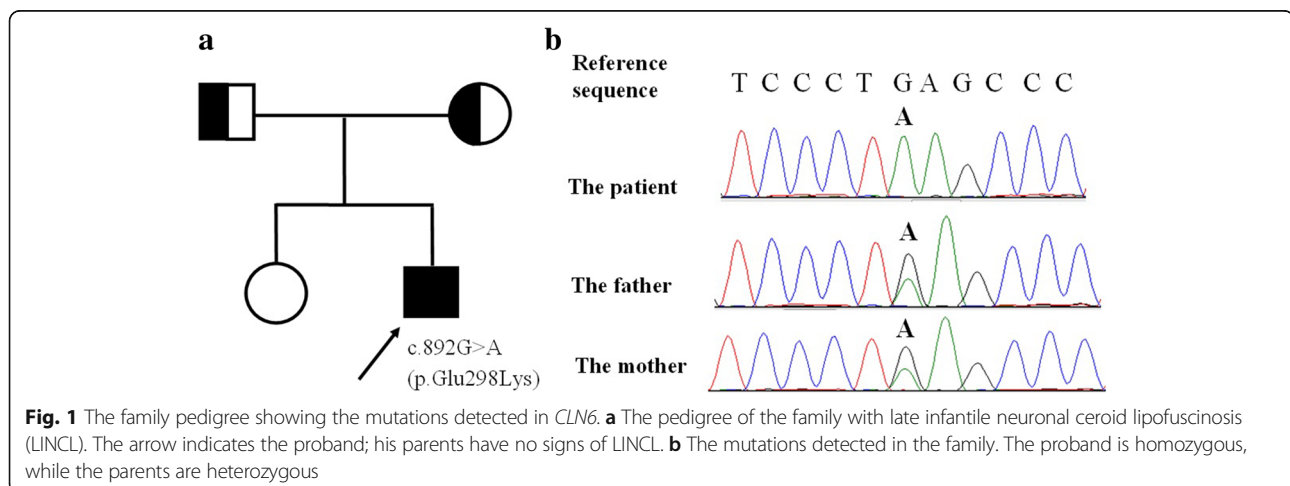 a
b
Reference
sequence
T C C C T G A G C C C
A
The patient
A
The father
A
The mother
c.892G>A
(p.Glu298Lys)
Fig. 1 The family pedigree showing the mutations detected in CLN6. a The pedigree of the family with late infantile neuronal ceroid lipofuscinosis
(LINCL). The arrow indicates the proband; his parents have no signs of LINCL. b The mutations detected in the family. The proband is homozygous,
while the parents are heterozygous